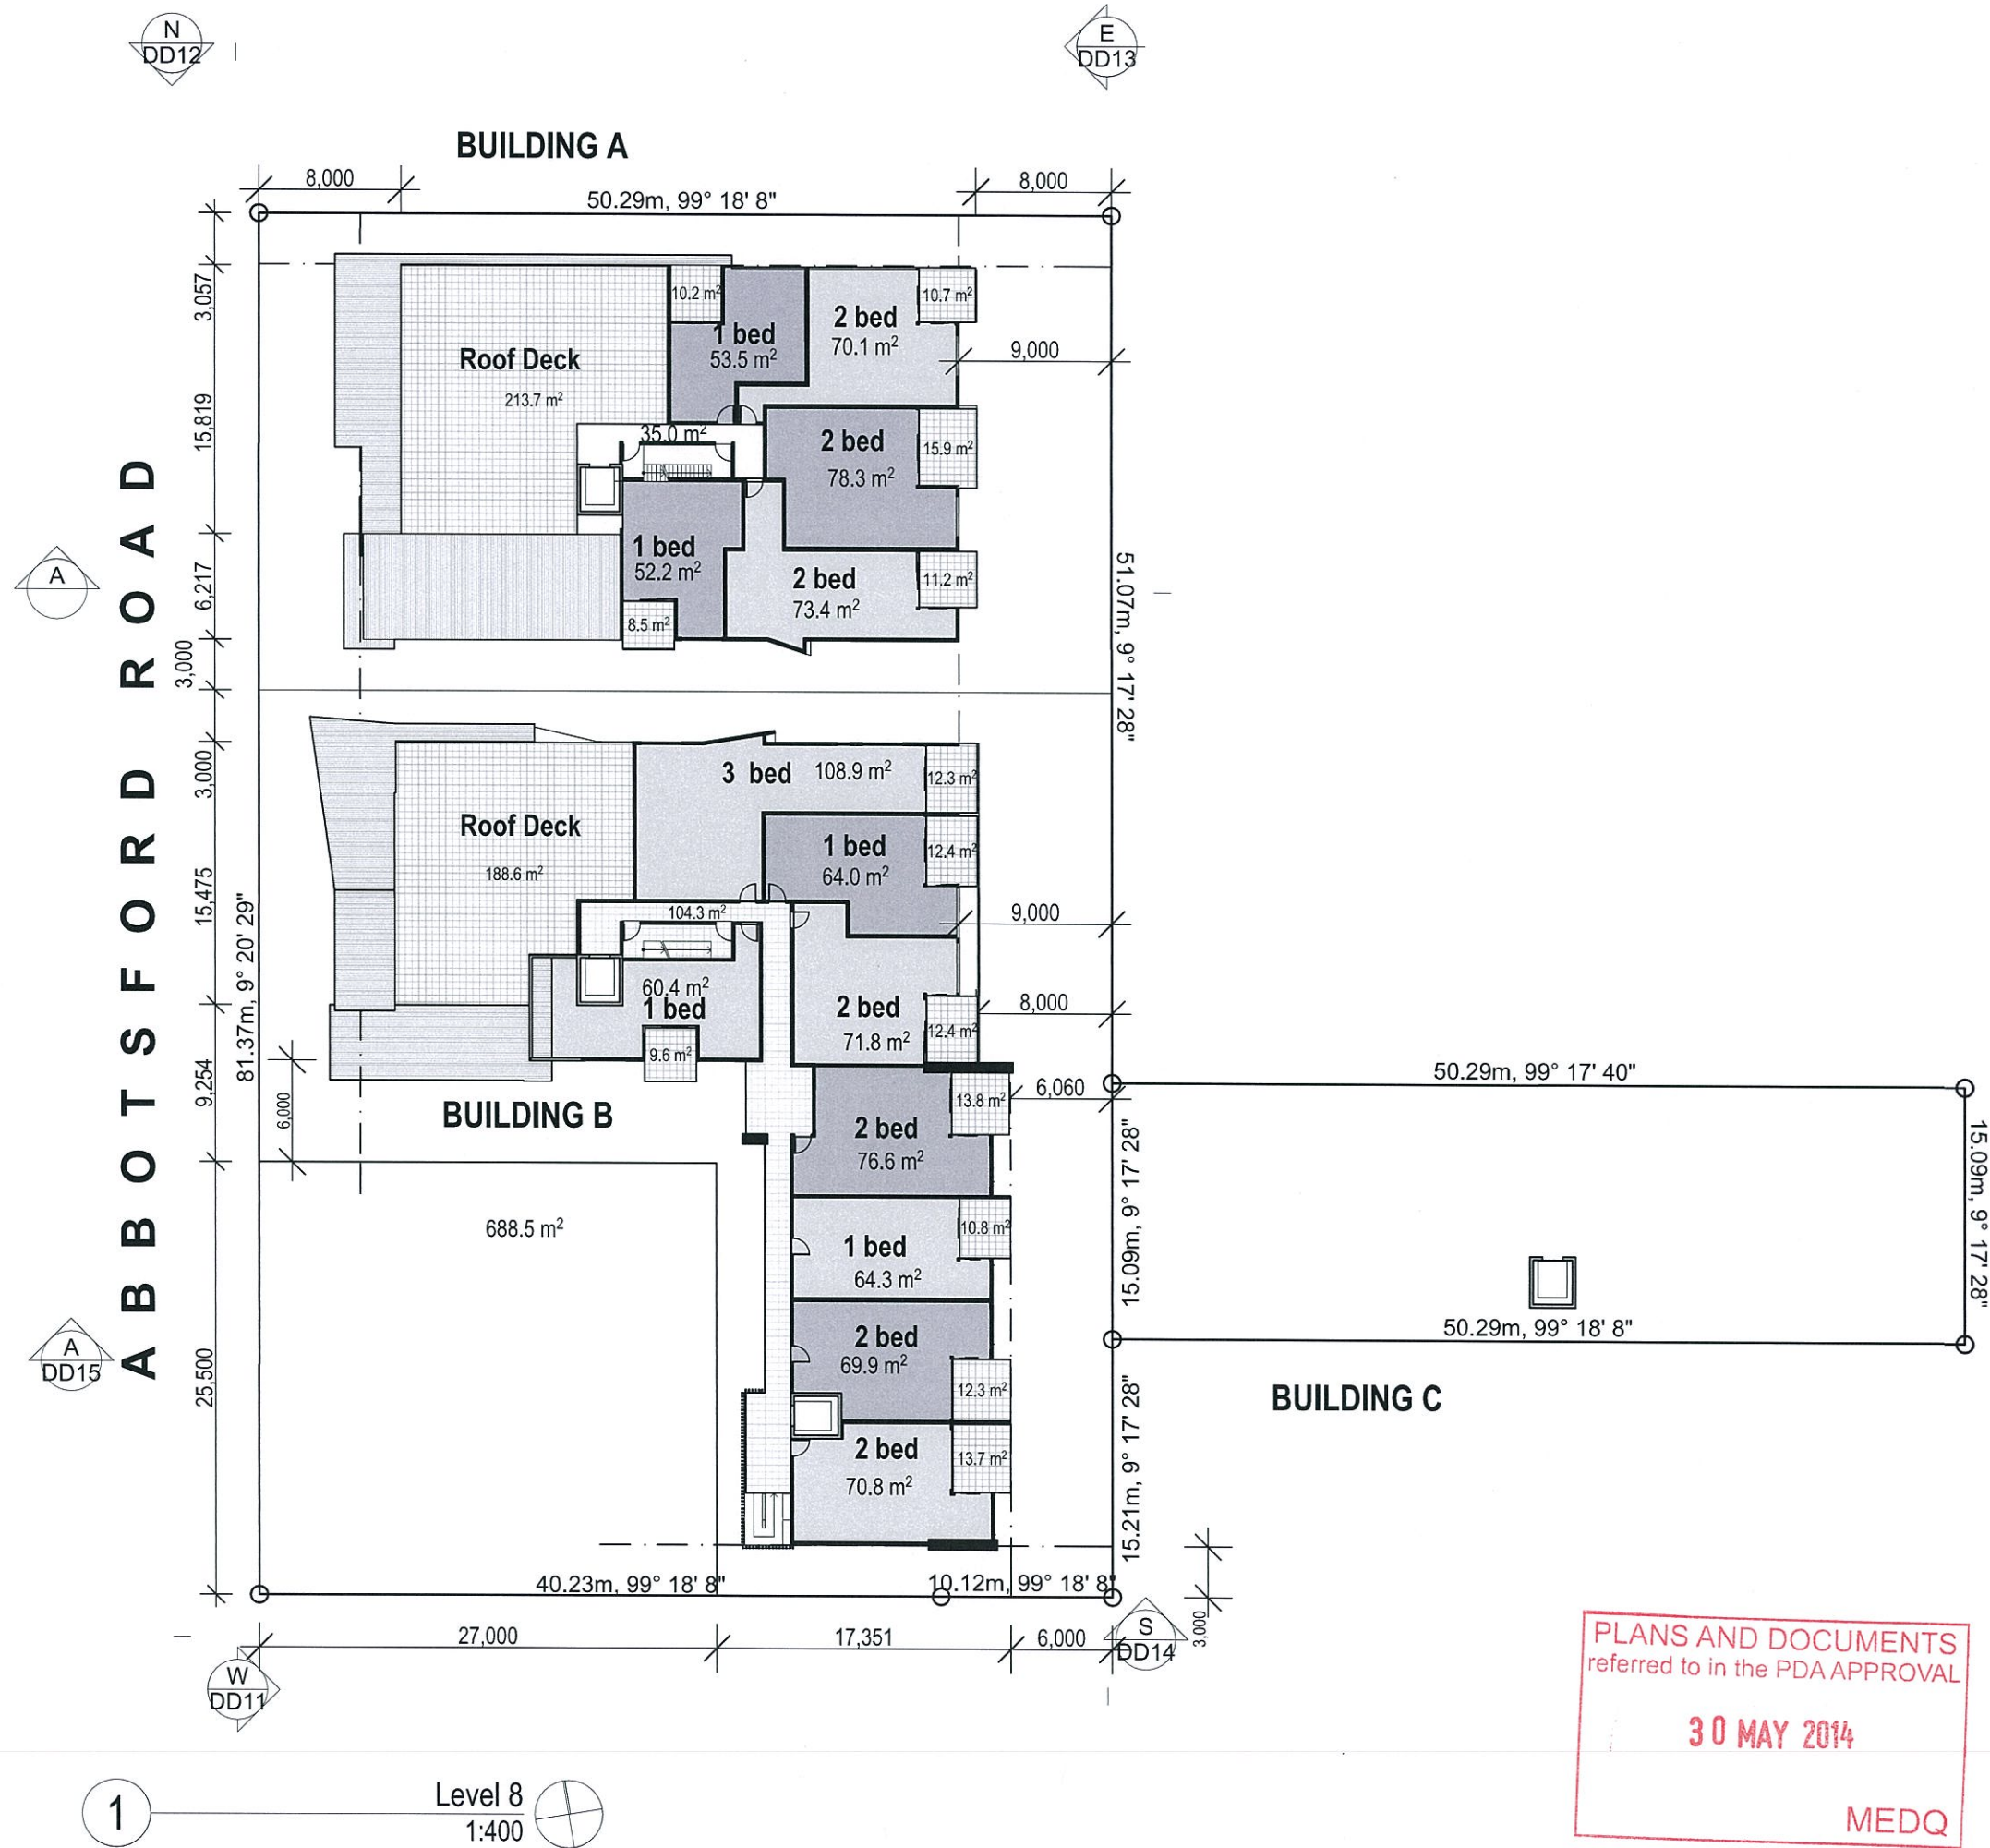 N
DD12
E
DD13
BUILDING A
8,000
8,000
50.29m, 99° 18' 8"
3,057
10.2 m²
10.7 m²
1 bed
53.5 m²
2 bed
70.1 m²
Roof Deck
213.7 m²
9,000
15,819
35.0 m²
2 bed
78.3 m²
15.9 m²
ABBOTSFORD ROAD
A
1 bed
52.2 m²
6,217
2 bed
73.4 m²
11.2 m²
8.5 m²
51.07m, 9° 17' 28"
3,000
3,000
3 bed 108.9 m²
12.3 m²
Roof Deck
188.6 m²
1 bed
64.0 m²
12.4 m²
15,475
81.37m, 9° 20' 29"
104.3 m²
9,000
60.4 m²
1 bed
9.6 m²
2 bed
71.8 m²
12.4 m²
8,000
9,254
6,000
BUILDING B
50.29m, 99° 17' 40"
6,060
13.8 m²
2 bed
76.6 m²
15.09m, 9° 17' 28"
15.09m, 9° 17' 28"
688.5 m²
10.8 m²
1 bed
64.3 m²
50.29m, 99° 18' 8"
2 bed
69.9 m²
12.3 m²
A
DD15
25,500
BUILDING C
2 bed
70.8 m²
13.7 m²
15.21m, 9° 17' 28"
40.23m, 99° 18' 8"
10.12m, 99° 18' 8"
3,000
27,000
17,351
6,000
S
DD14
W
DD11
PLANS AND DOCUMENTS
referred to in the PDA APPROVAL
30 MAY 2014
MEDQ
1
Level 8
1:400